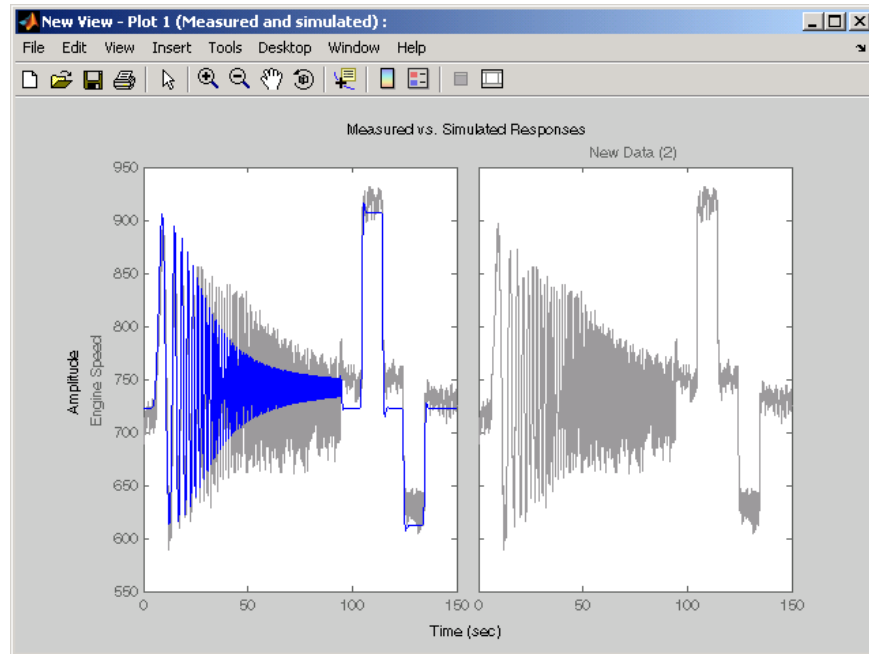 New View - Plot 1 (Measured and simulated) :
File Edit View Insert Tools Desktop Window Help
Measured vs. Simulated Responses
New Data (2)
Amplitude
Engine Speed
950
900
850
800
750
700
650
600
550
0 50 100 150 0 50 100 150
Time (sec)